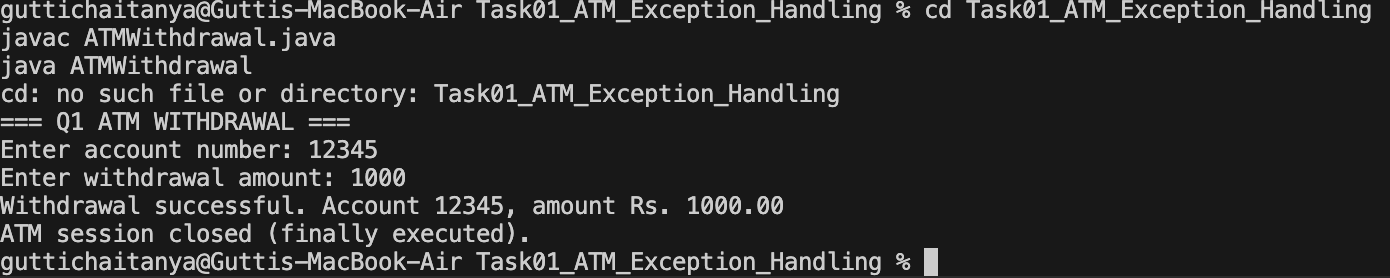 guttichaitanya@Guttis-MacBook-Air Task01_ATM_Exception_Handling % cd Task01_ATM_Exception_Handling
javac ATMWithdrawal.java
java ATMWithdrawal
cd: no such file or directory: Task01_ATM_Exception_Handling
=== Q1 ATM WITHDRAWAL ===
Enter account number: 12345
Enter withdrawal amount: 1000
Withdrawal successful. Account 12345, amount Rs. 1000.00
ATM session closed (finally executed).
guttichaitanya@Guttis-MacBook-Air Task01_ATM_Exception_Handling %